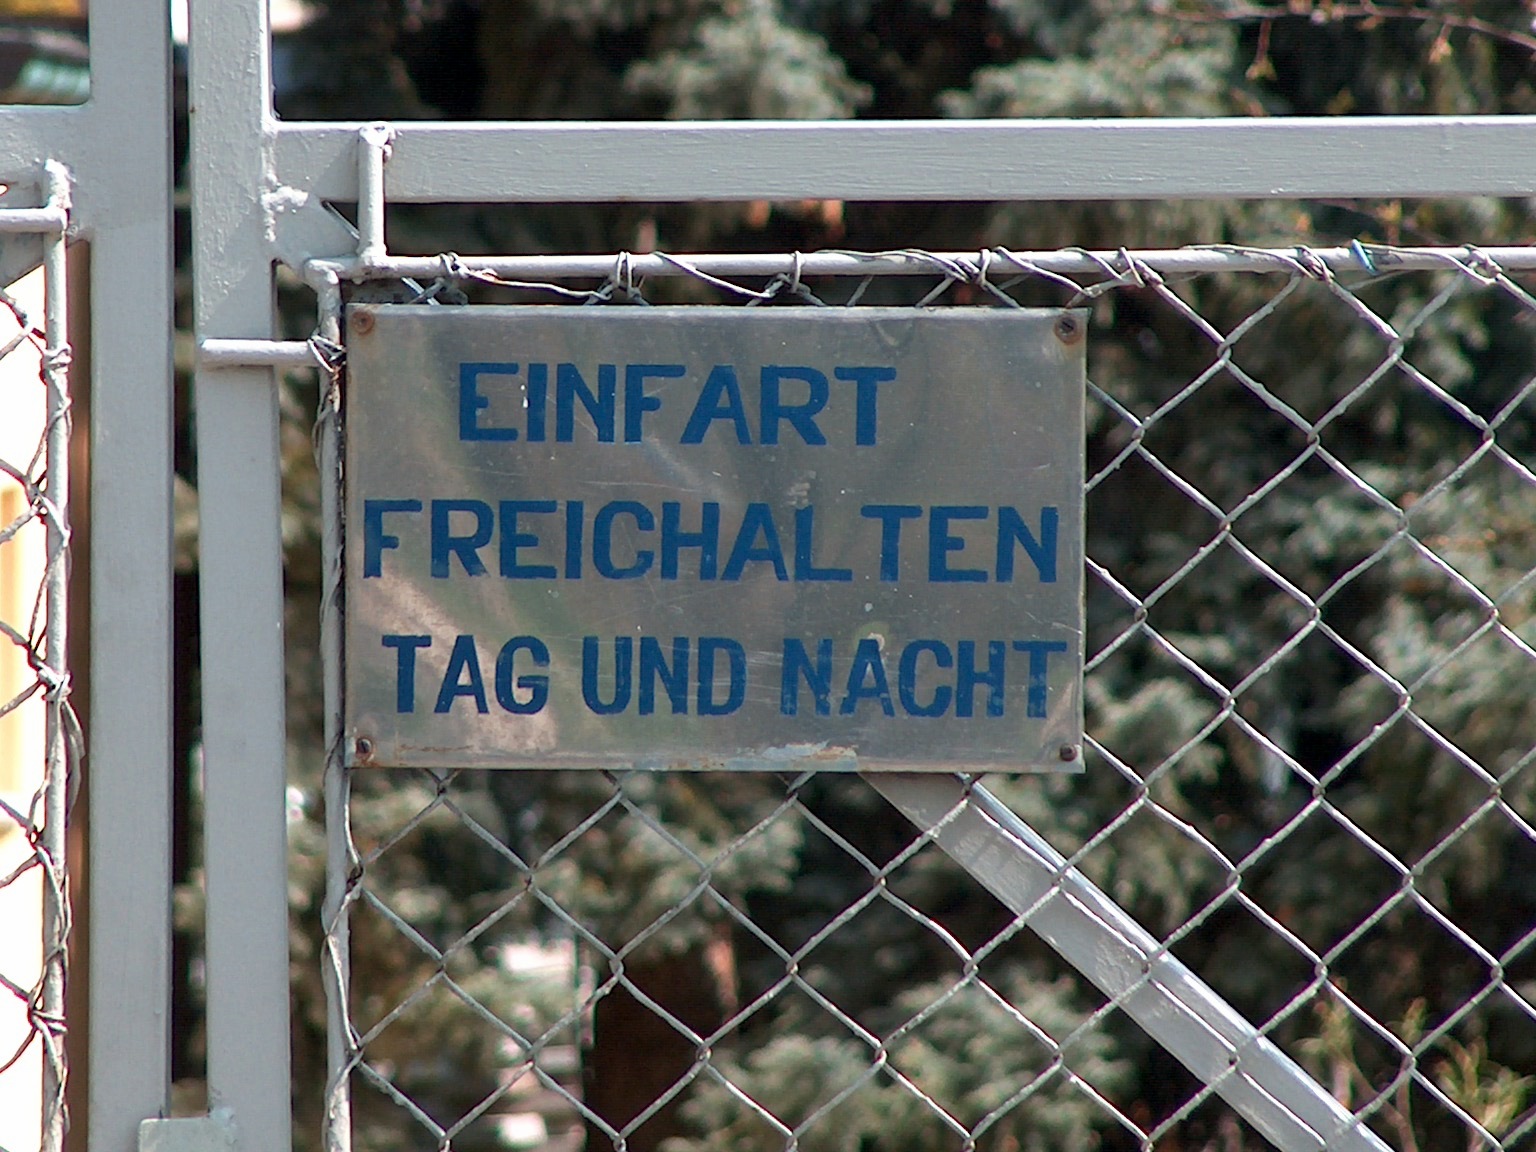 EINFART
FREICHALTEN
TAG UND NACHT